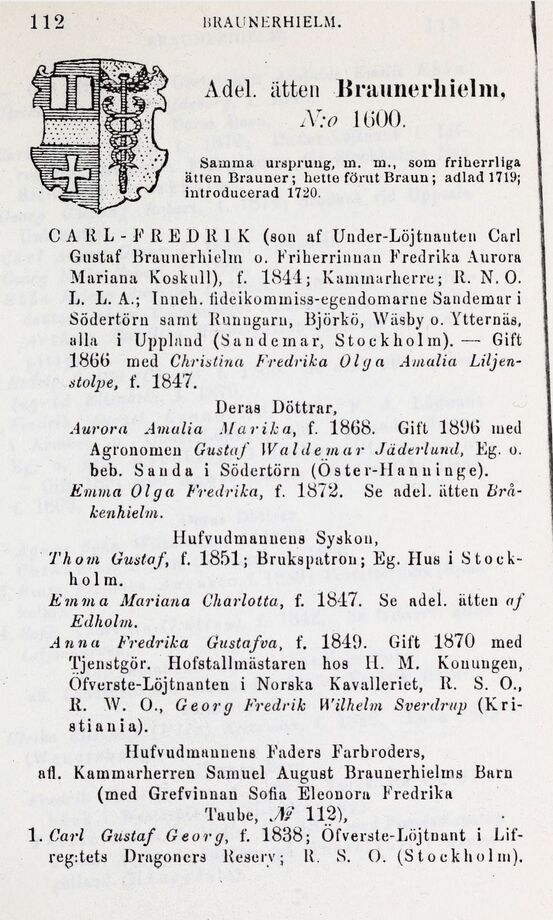 112
BRAUNERHIELM.
Adel. ätten Braunerhielm,
N:o 1600.
Samma ursprung, m. m., som friherrliga
ätten Brauner; hette förut Braun; adlad 1719;
introducerad 1720.
CARL-FREDRIK (son af Under-Löjtnanten Carl
Gustaf Braunerhielm o. Friherrinnan Fredrika Aurora
Mariana Koskull), f. 1844; Kammarherre; R. N. O.
L. L. A.; Inneh. fideikommiss-egendomarne Sandemar i
Södertörn samt Runngarn, Björkö, Wäsby o. Ytternäs,
alla i Uppland (Sandemar, Stockholm). — Gift
1866 med Christina Fredrika Olga Amalia Liljen-
stolpe, f. 1847.
Deras Döttrar,
Aurora Amalia Marika, f. 1868. Gift 1896 med
Agronomen Gustaf Waldemar Jäderlund, Eg. o.
beb. Sanda i Södertörn (Öster-Hanninge).
Emma Olga Fredrika, f. 1872. Se adel. ätten Brå-
kenhielm.
Hufvudmannens Syskon,
Thom Gustaf, f. 1851; Brukspatron; Eg. Hus i Stock-
holm.
Emma Mariana Charlotta, f. 1847. Se adel. ätten af
Edholm.
Anna Fredrika Gustafva, f. 1849. Gift 1870 med
Tjenstgör. Hofstallmästaren hos H. M. Konungen,
Öfverste-Löjtnanten i Norska Kavalleriet, R. S. O.,
R. W. O., Georg Fredrik Wilhelm Sverdrup (Kri-
stiania).
Hufvudmannens Faders Farbroders,
afl. Kammarherren Samuel August Braunerhielms Barn
(med Grefvinnan Sofia Eleonora Fredrika
Taube, № 112),
1. Carl Gustaf Georg, f. 1838; Öfverste-Löjtnant i Lif-
reg:tets Dragoners Reserv; R. S. O. (Stockholm).